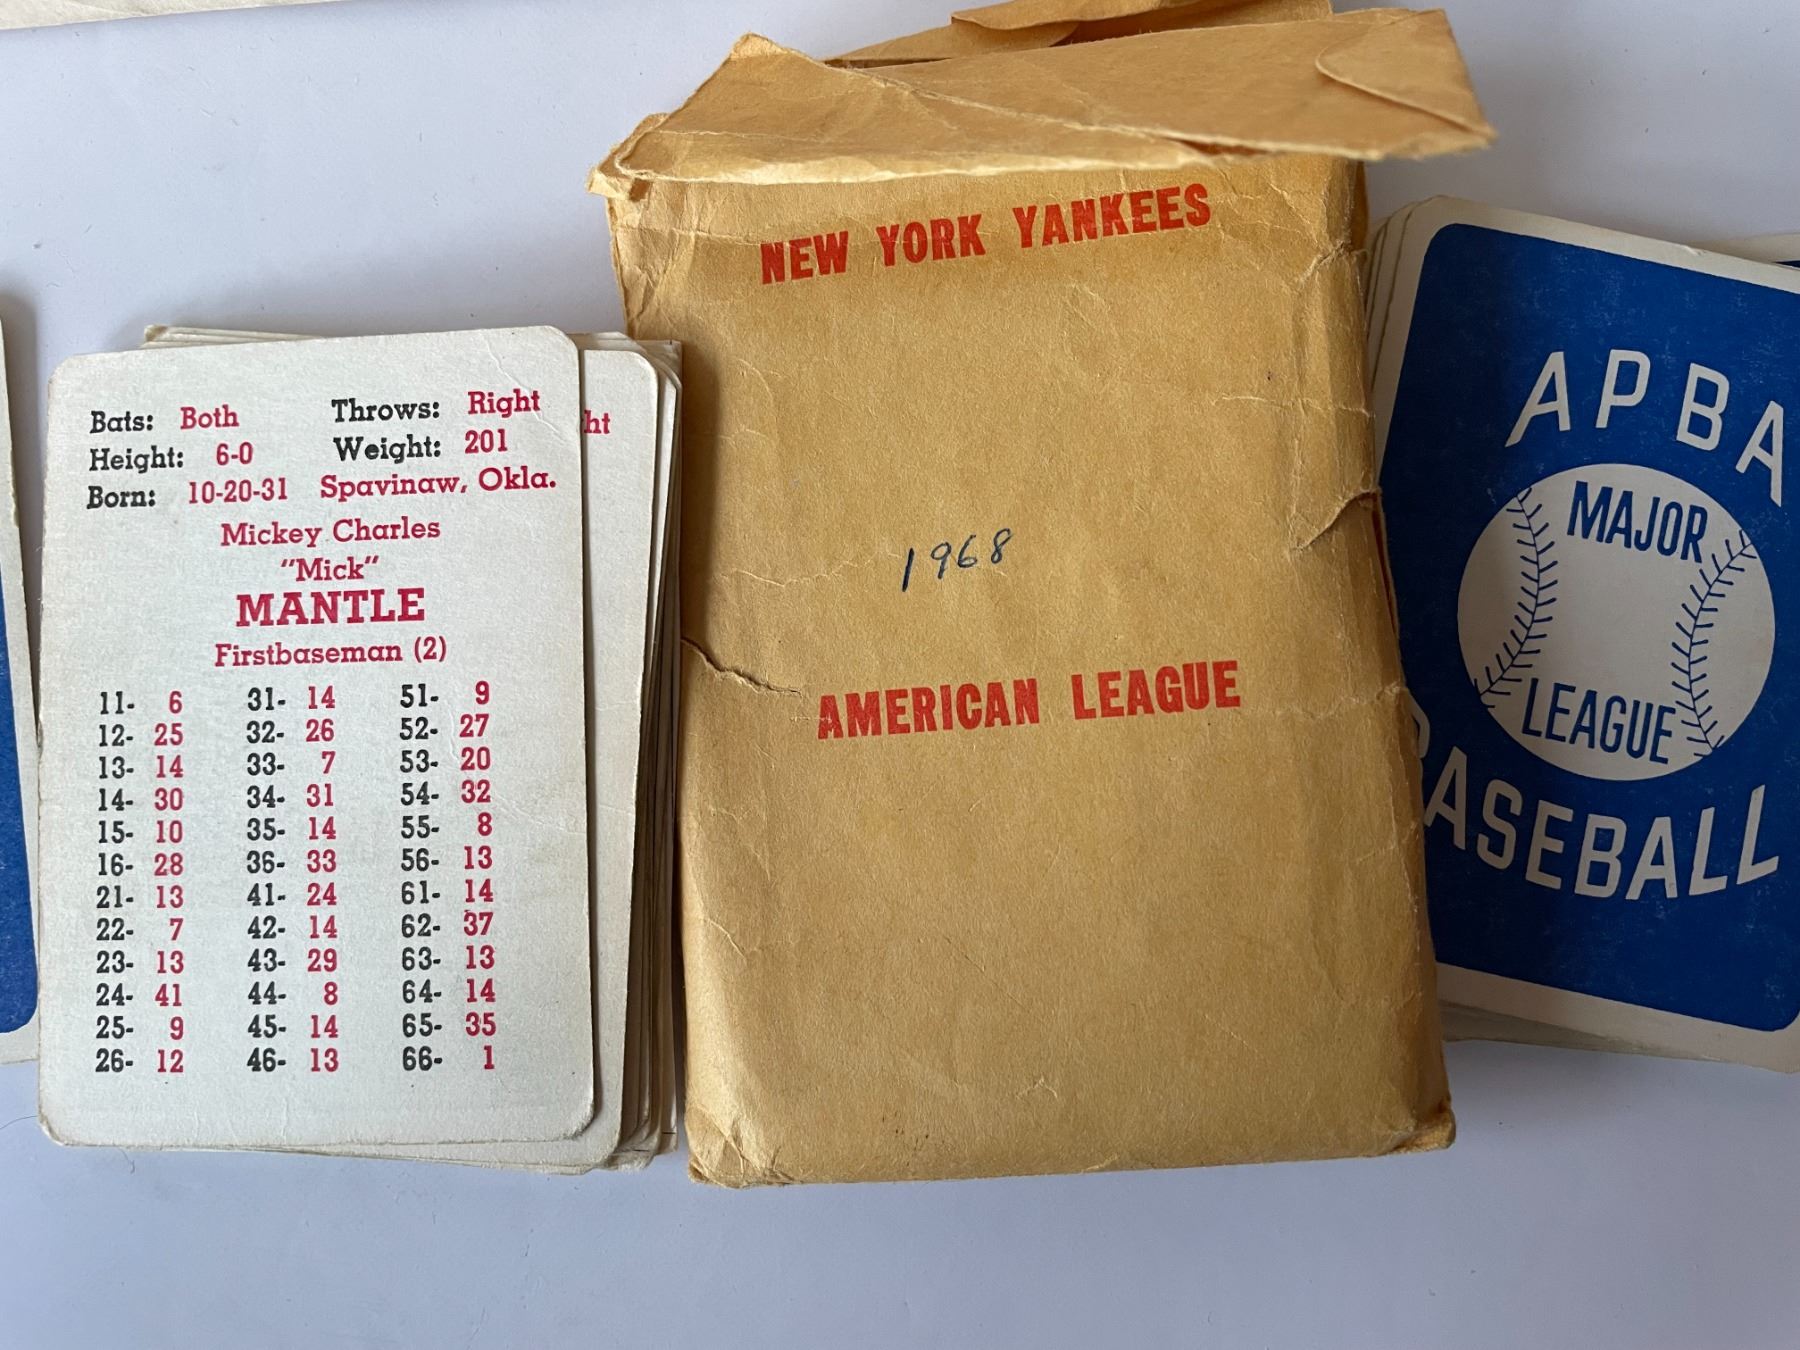 Bats: Both Throws: Right
Height: 6-0 Weight: 201
Born: 10-20-31 Spavinaw, Okla.
Mickey Charles
"Mick"
MANTLE
Firstbaseman (2)
11- 6 31- 14 51- 9
12- 25 32- 26 52- 27
13- 14 33- 7 53- 20
14- 30 34- 31 54- 32
15- 10 35- 14 55- 8
16- 28 36- 33 56- 13
21- 13 41- 24 61- 14
22- 7 42- 14 62- 37
23- 13 43- 29 63- 13
24- 41 44- 8 64- 14
25- 9 45- 14 65- 35
26- 12 46- 13 66- 1
ht
NEW YORK YANKEES
1968
AMERICAN LEAGUE
APBA
MAJOR
LEAGUE
BASEBALL